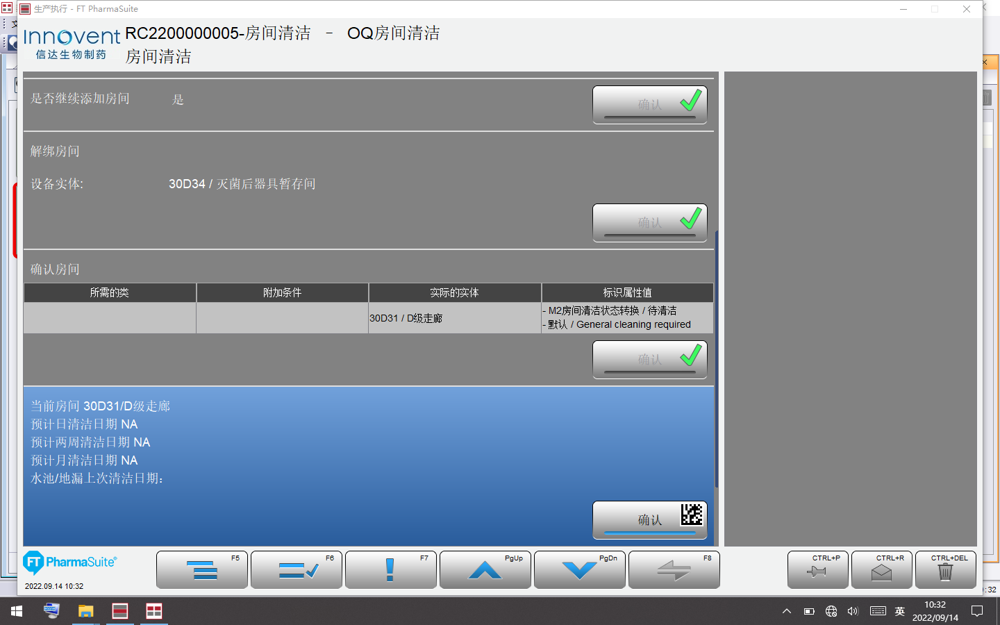 生产执行 - FT PharmaSuite
Innovent
信达生物制药
RC2200000005-房间清洁 - OQ房间清洁
房间清洁
是否继续添加房间 是
确认
解绑房间
设备实体: 30D34 / 灭菌后器具暂存间
确认
确认房间
所需的类 附加条件 实际的实体 标识属性值
30D31 / D级走廊
- M2房间清洁状态转换 / 待清洁
- 默认 / General cleaning required
确认
当前房间 30D31/D级走廊
预计日清洁日期 NA
预计两周清洁日期 NA
预计月清洁日期 NA
水池/地漏上次清洁日期:
确认
FT PharmaSuite®
2022.09.14 10:32
F5
F6
F7
PgUp
PgDn
F8
CTRL+P
CTRL+R
CTRL+DEL
:32
英
10:32
2022/09/14